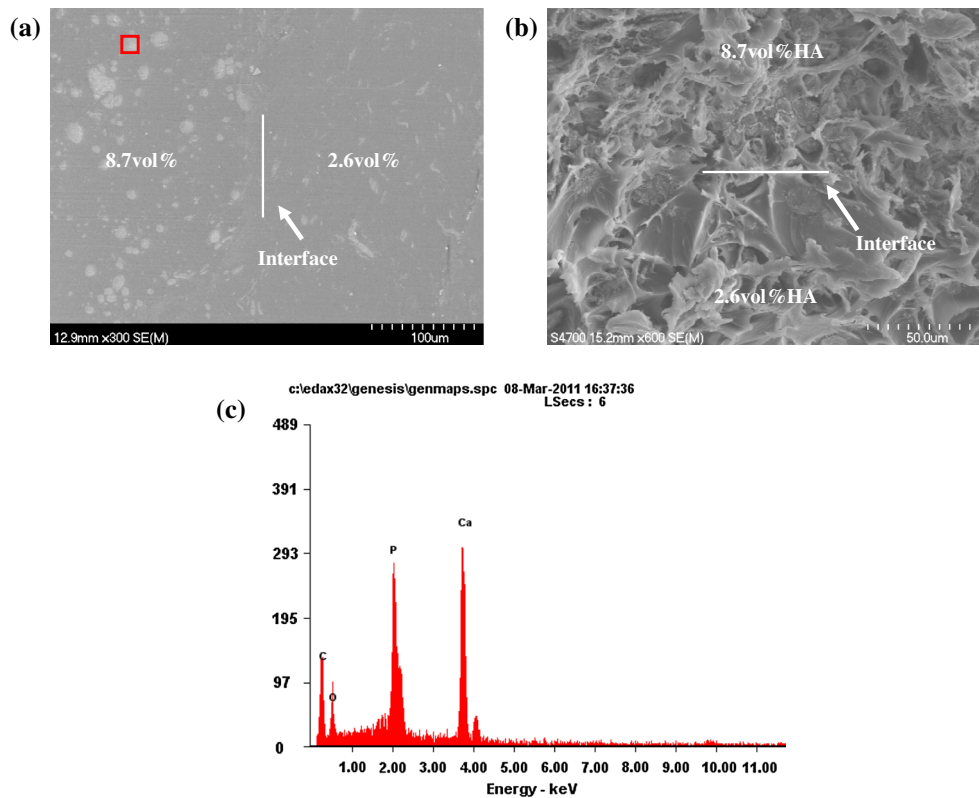 (a)
8.7vol%
2.6vol%
Interface
12.9mm x300 SE(M)
100um
(b)
8.7vol%HA
Interface
2.6vol%HA
S4700 15.2mm x600 SE(M)
50.0um
(c)
c:\edax32\genesis\genmaps.spc 08-Mar-2011 16:37:36
LSecs : 6
489
391
293
195
97
0
C
O
P
Ca
1.00 2.00 3.00 4.00 5.00 6.00 7.00 8.00 9.00 10.00 11.00
Energy - keV